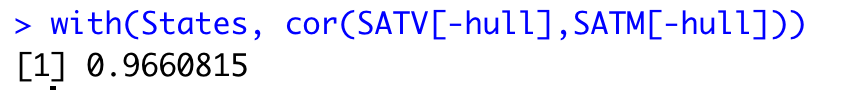 > with(States, cor(SATV[-hull],SATM[-hull]))
[1] 0.9660815